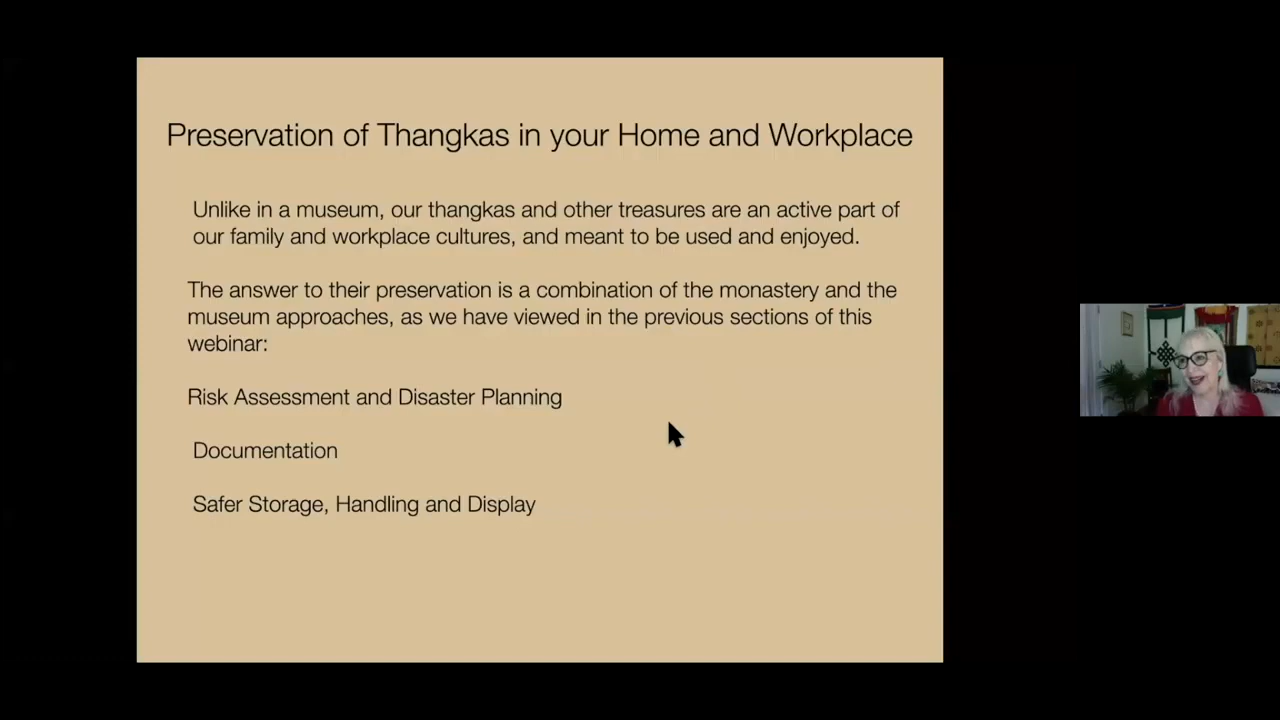 Preservation of Thangkas in your Home and Workplace
Unlike in a museum, our thangkas and other treasures are an active part of
our family and workplace cultures, and meant to be used and enjoyed.
The answer to their preservation is a combination of the monastery and the
museum approaches, as we have viewed in the previous sections of this
webinar:
Risk Assessment and Disaster Planning
Documentation
Safer Storage, Handling and Display